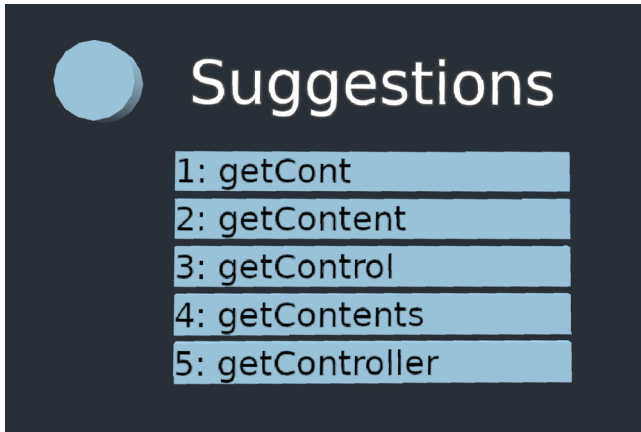 Suggestions
1: getCont
2: getContent
3: getControl
4: getContents
5: getController